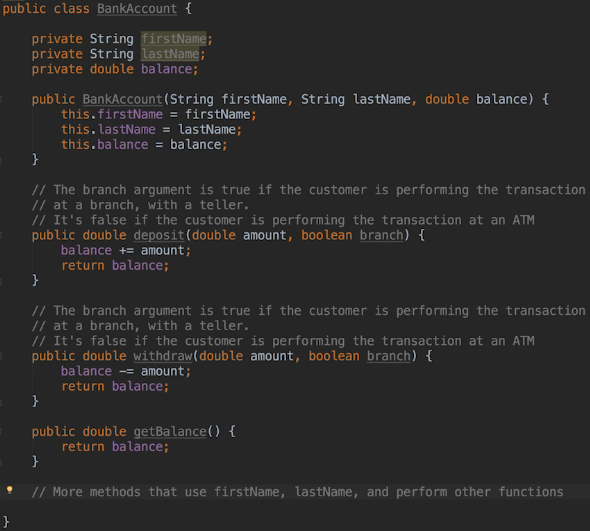 public class BankAccount {
private String firstName;
private String lastName;
private double balance;
public BankAccount(String firstName, String lastName, double balance) {
this.firstName = firstName;
this.lastName = lastName;
this.balance = balance;
}
// The branch argument is true if the customer is performing the transaction
// at a branch, with a teller.
// It's false if the customer is performing the transaction at an ATM
public double deposit(double amount, boolean branch) {
balance += amount;
return balance;
}
// The branch argument is true if the customer is performing the transaction
// at a branch, with a teller.
// It's false if the customer is performing the transaction at an ATM
public double withdraw(double amount, boolean branch) {
balance -= amount;
return balance;
}
public double getBalance() {
return balance;
}
// More methods that use firstName, lastName, and perform other functions
}